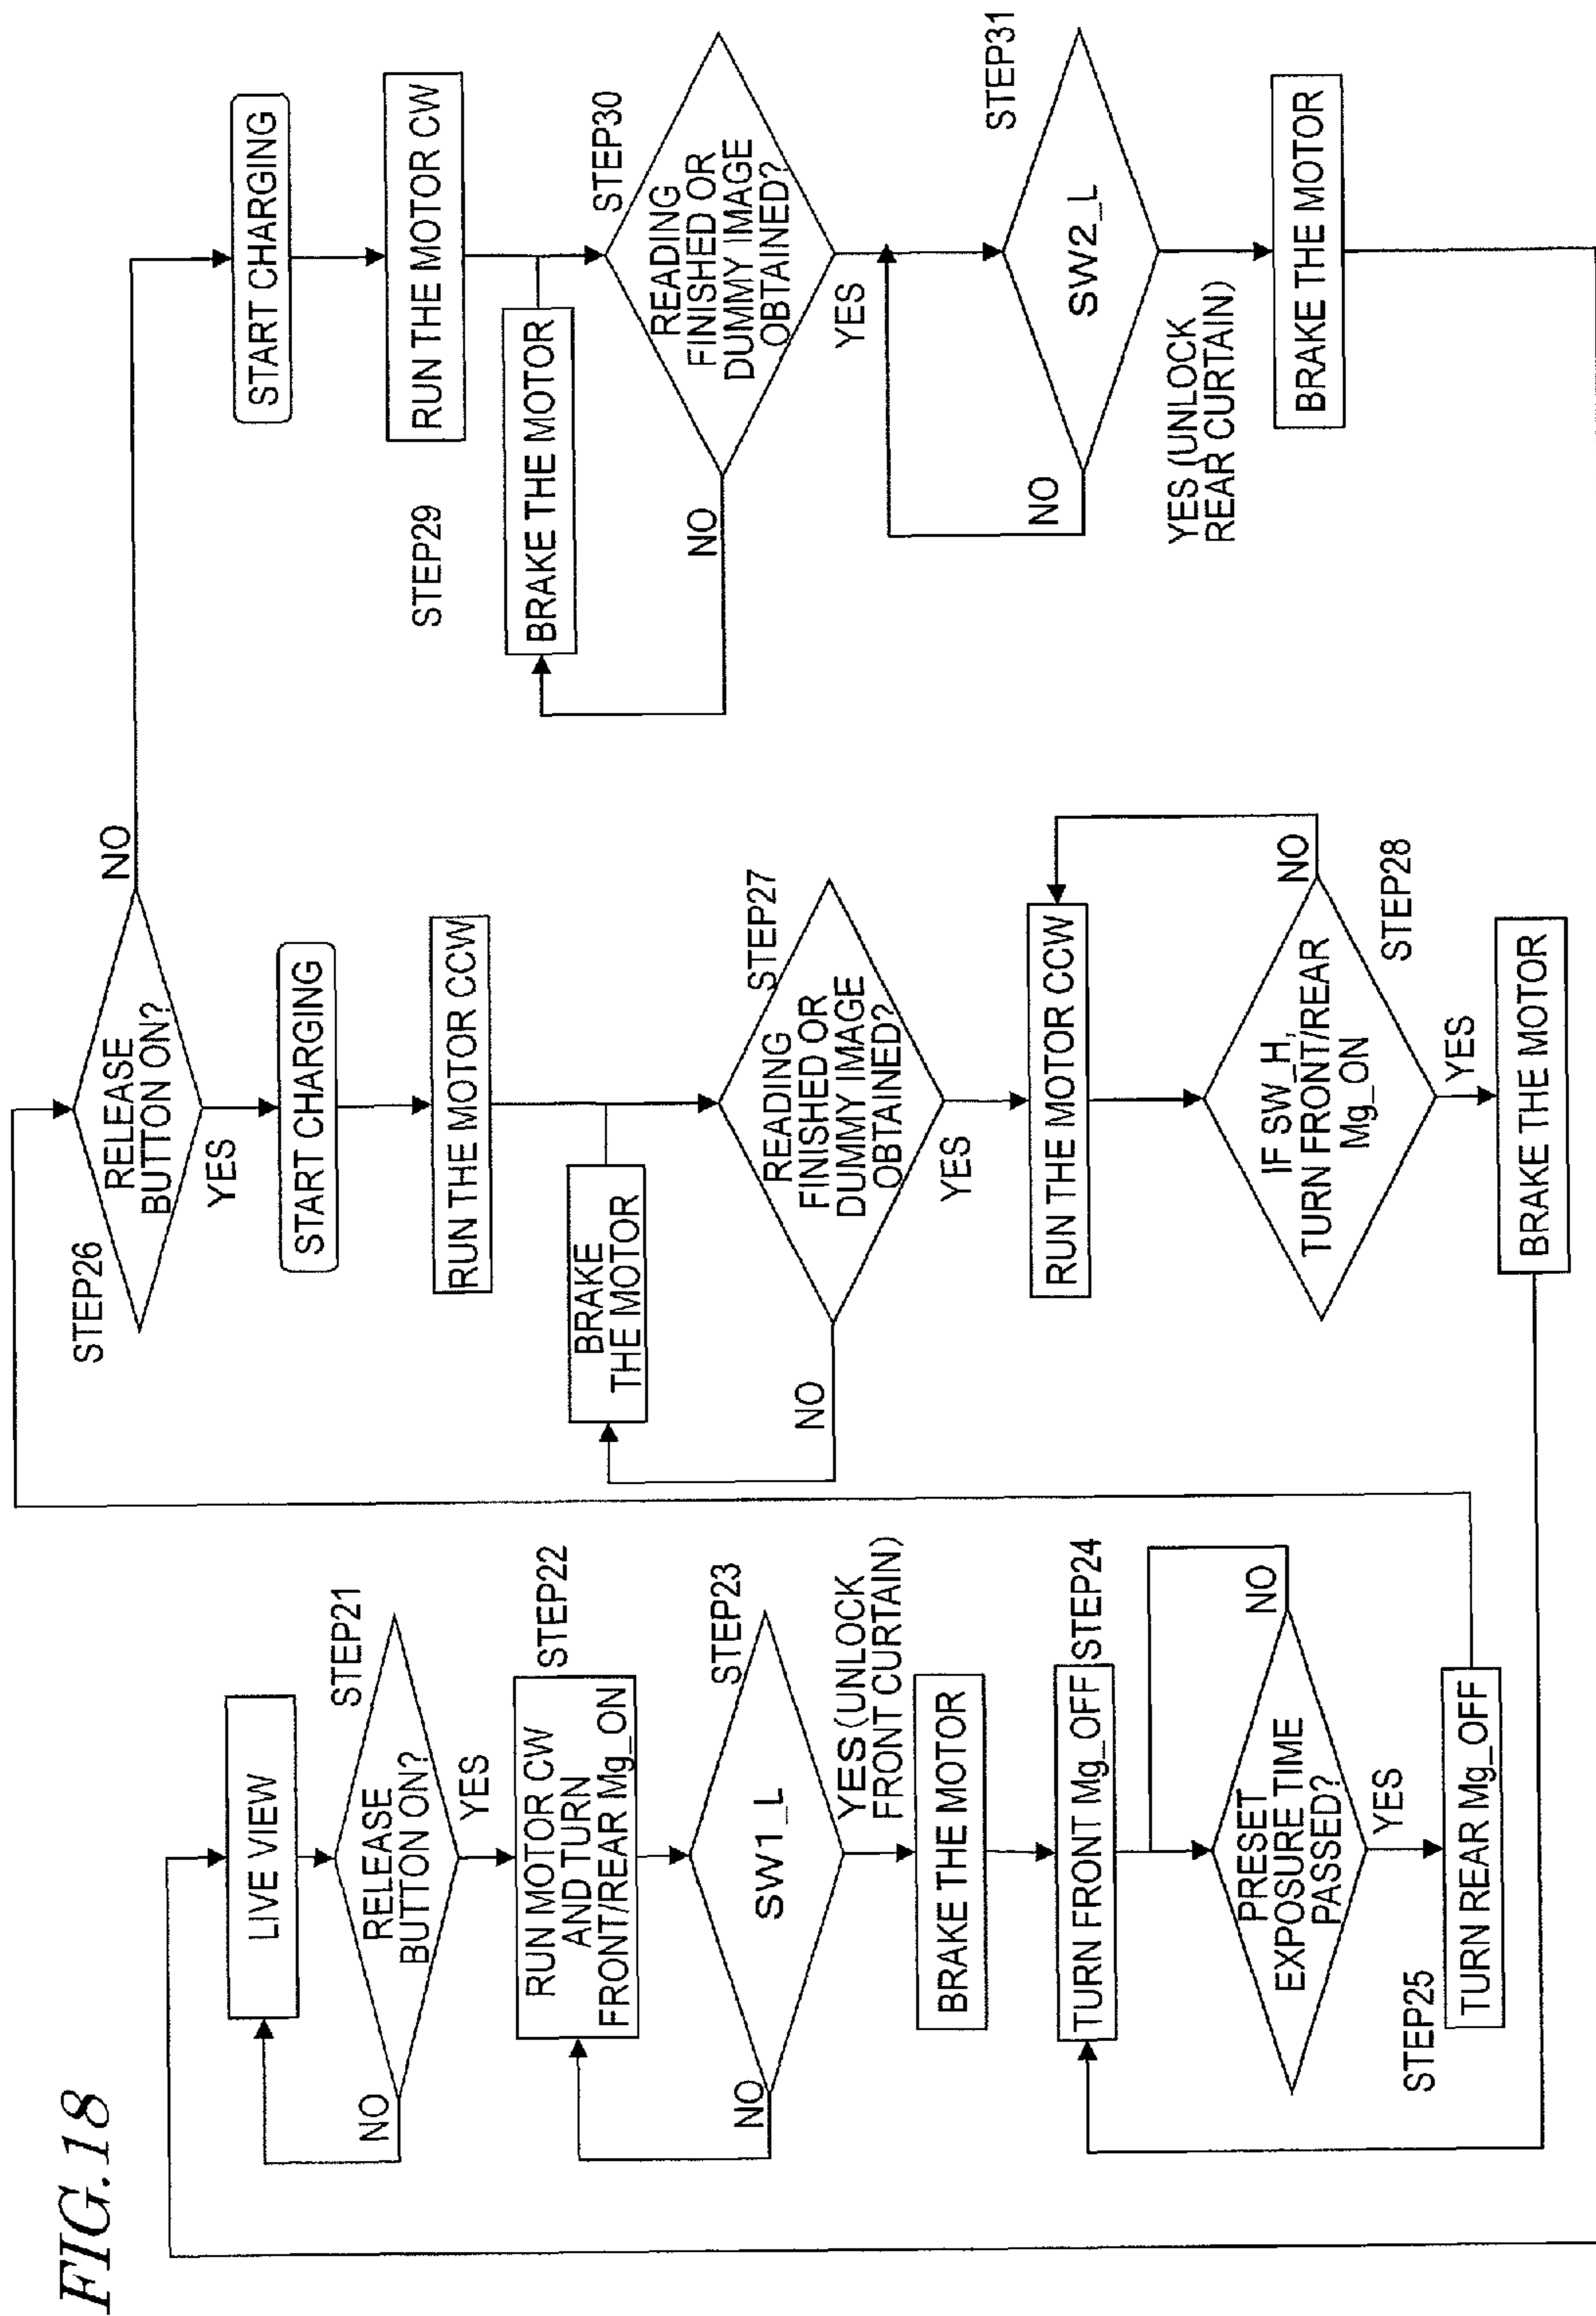 FIG.18
LIVE VIEW
STEP21
RELEASE
BUTTON ON?
NO
YES
STEP22
RUN MOTOR CW
AND TURN
FRONT/REAR Mg_ON
STEP23
SW1_L
NO
YES (UNLOCK
FRONT CURTAIN)
BRAKE THE MOTOR
TURN FRONT Mg_OFF
STEP24
PRESET
EXPOSURE TIME
PASSED?
NO
YES
STEP25
TURN REAR Mg_OFF
STEP26
RELEASE
BUTTON ON?
NO
YES
START CHARGING
RUN THE MOTOR CCW
BRAKE
THE MOTOR
STEP27
READING
FINISHED OR
DUMMY IMAGE
OBTAINED?
NO
YES
RUN THE MOTOR CCW
IF SW_H,
TURN FRONT/REAR
Mg_ON
NO
STEP28
YES
BRAKE THE MOTOR
START CHARGING
RUN THE MOTOR CW
STEP29
BRAKE THE MOTOR
STEP30
READING
FINISHED OR
DUMMY IMAGE
OBTAINED?
NO
YES
STEP31
SW2_L
NO
YES (UNLOCK
REAR CURTAIN)
BRAKE THE MOTOR